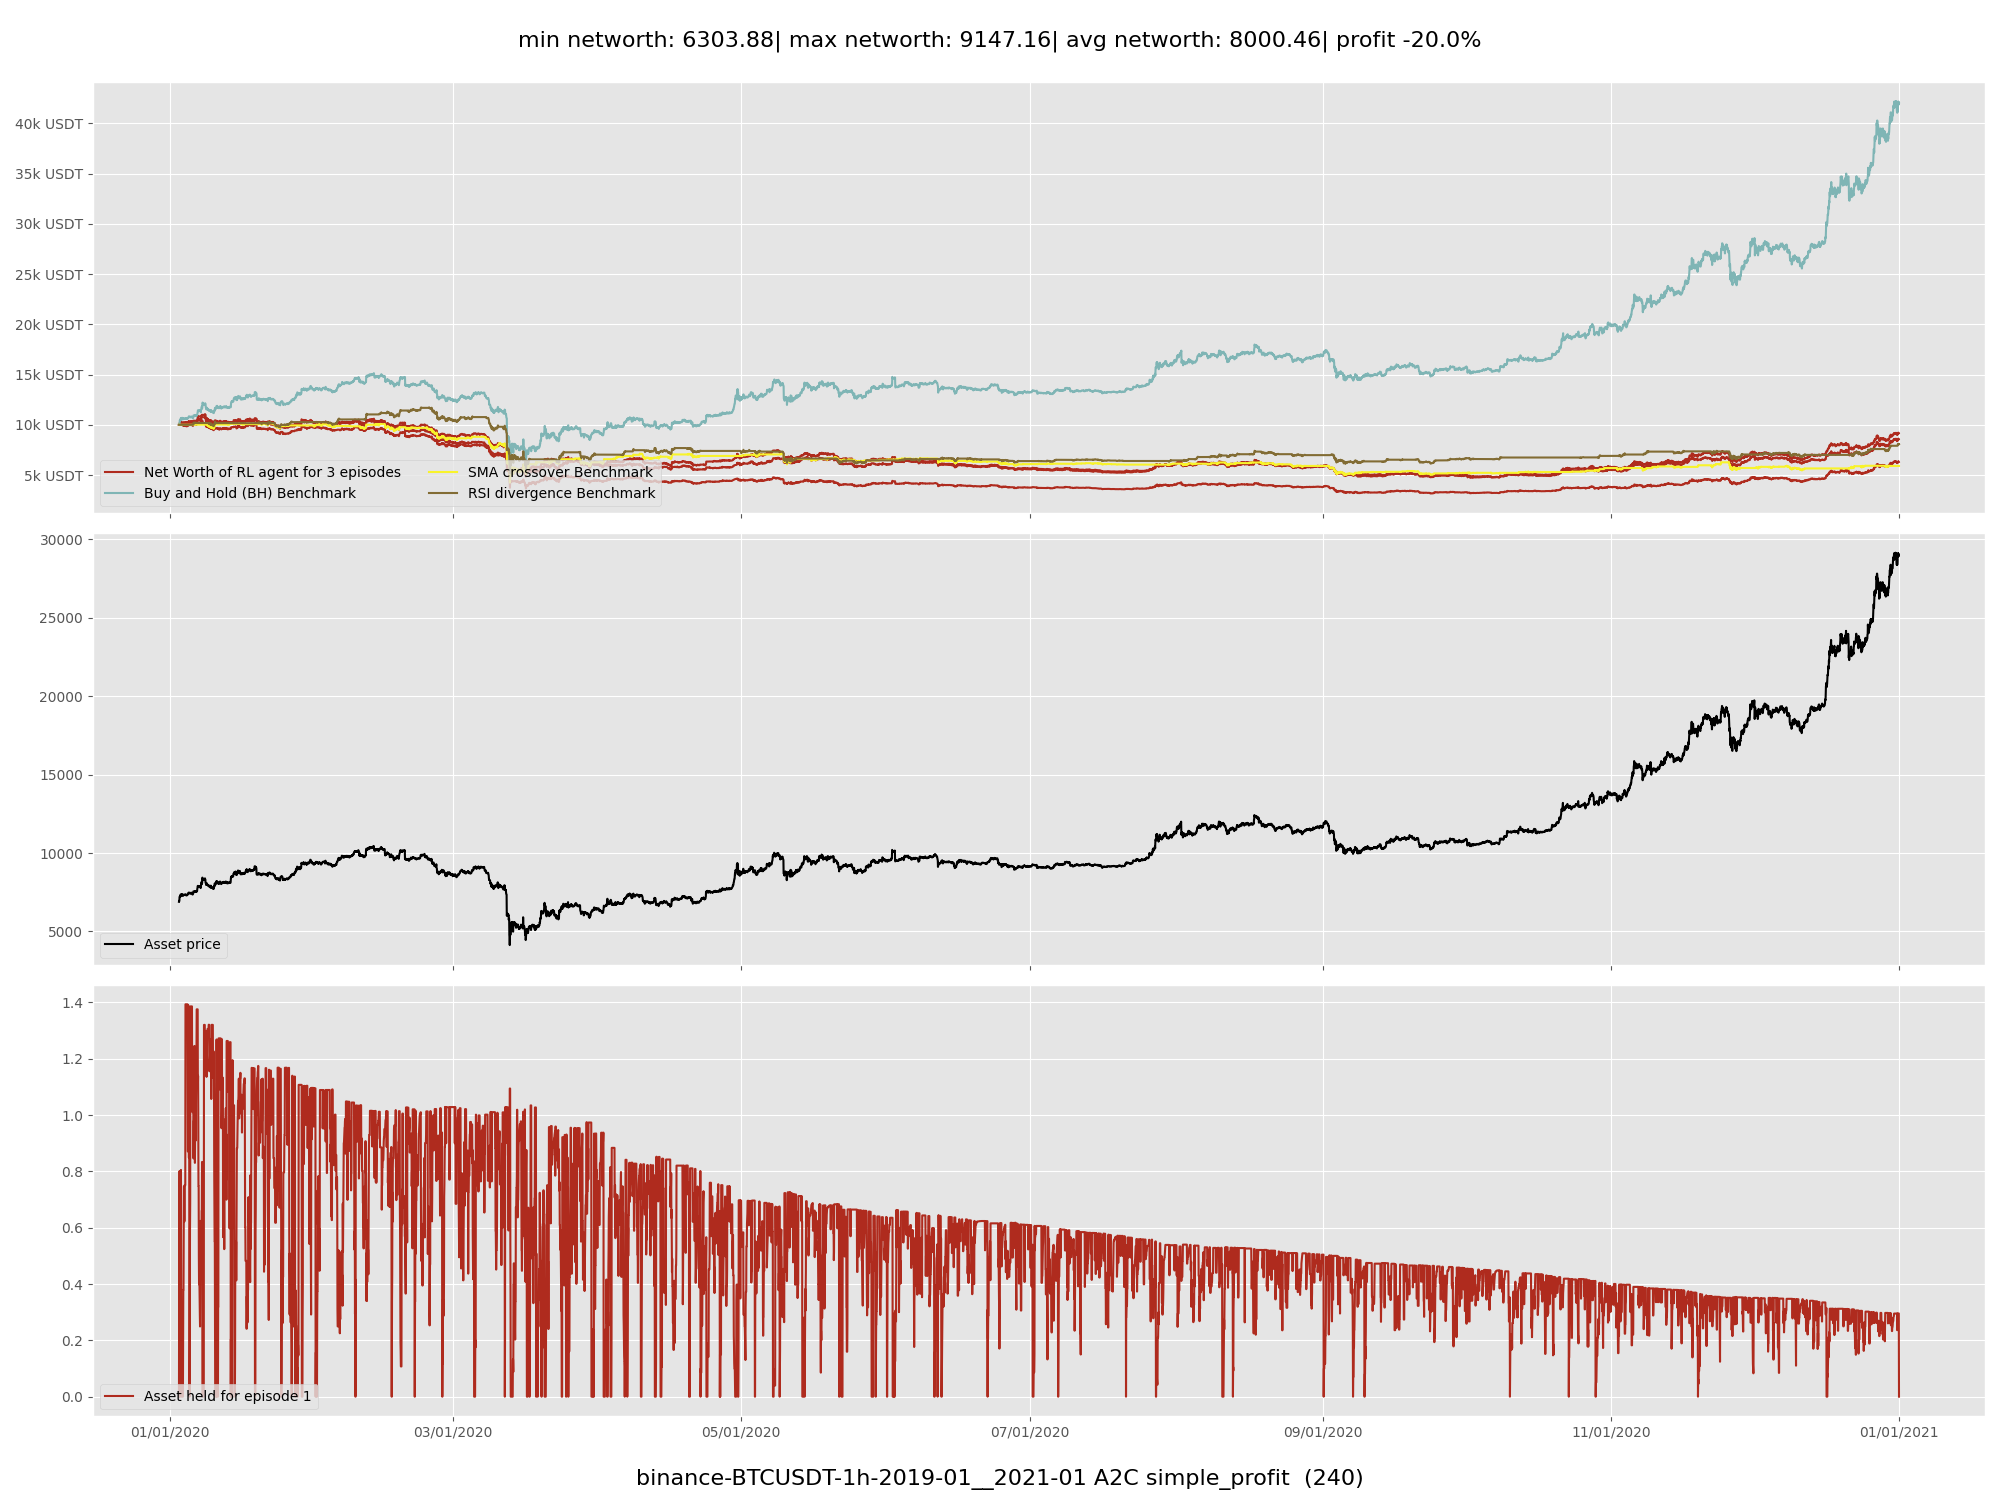 min networth: 6303.88| max networth: 9147.16| avg networth: 8000.46| profit -20.0%
40k USDT
35k USDT
30k USDT
25k USDT
20k USDT
15k USDT
10k USDT
5k USDT
Net Worth of RL agent for 3 episodes
Buy and Hold (BH) Benchmark
SMA crossover Benchmark
RSI divergence Benchmark
30000
25000
20000
15000
10000
5000
Asset price
1.4
1.2
1.0
0.8
0.6
0.4
0.2
0.0
Asset held for episode 1
01/01/2020 03/01/2020 05/01/2020 07/01/2020 09/01/2020 11/01/2020 01/01/2021
binance-BTCUSDT-1h-2019-01__2021-01 A2C simple_profit  (240)